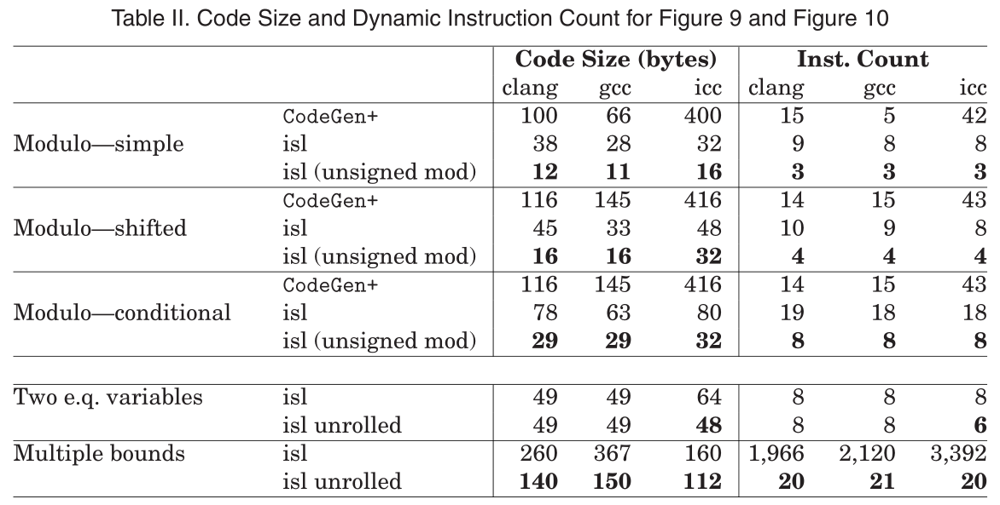 Table II. Code Size and Dynamic Instruction Count for Figure 9 and Figure 10
Code Size (bytes) Inst. Count
clang gcc icc clang gcc icc
CodeGen+ 100 66 400 15 5 42
Modulo—simple isl 38 28 32 9 8 8
isl (unsigned mod) 12 11 16 3 3 3
CodeGen+ 116 145 416 14 15 43
Modulo—shifted isl 45 33 48 10 9 8
isl (unsigned mod) 16 16 32 4 4 4
CodeGen+ 116 145 416 14 15 43
Modulo—conditional isl 78 63 80 19 18 18
isl (unsigned mod) 29 29 32 8 8 8
Two e.q. variables isl 49 49 64 8 8 8
isl unrolled 49 49 48 8 8 6
Multiple bounds isl 260 367 160 1,966 2,120 3,392
isl unrolled 140 150 112 20 21 20